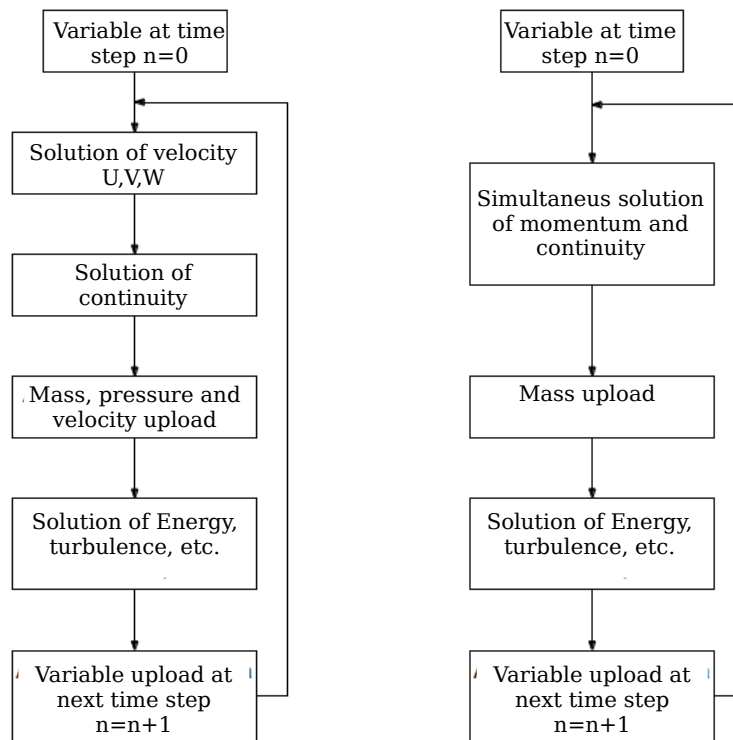 Variable at time
step n=0
Solution of velocity
U,V,W
Solution of
continuity
Mass, pressure and
velocity upload
Solution of Energy,
turbulence, etc.
Variable upload at
next time step
n=n+1
Variable at time
step n=0
Simultaneus solution
of momentum and
continuity
Mass upload
Solution of Energy,
turbulence, etc.
Variable upload at
next time step
n=n+1